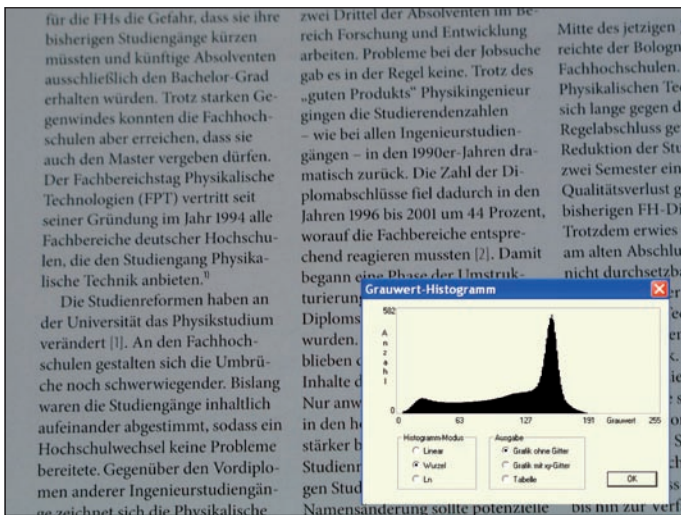 für die FHs die Gefahr, dass sie ihre
bisherigen Studiengänge kürzen
müssten und künftige Absolventen
ausschließlich den Bachelor-Grad
erhalten würden. Trotz starken Ge-
genwindes konnten die Fachhoch-
schulen aber erreichen, dass sie
auch den Master vergeben dürfen.
Der Fachbereichstag Physikalische
Technologien (FPT) vertritt seit
seiner Gründung im Jahr 1994 alle
Fachbereiche deutscher Hochschu-
len, die den Studiengang Physika-
lische Technik anbieten.¹⁾
Die Studienreformen haben an
der Universität das Physikstudium
verändert [1]. An den Fachhoch-
schulen gestalten sich die Umbrü-
che noch schwerwiegender. Bislang
waren die Studiengänge inhaltlich
aufeinander abgestimmt, sodass ein
Hochschulwechsel keine Probleme
bereitete. Gegenüber den Vordiplo-
men anderer Ingenieurstudiengän-
ge zeichnet sich die Physikalische
zwei Drittel der Absolventen im Be-
reich Forschung und Entwicklung
arbeiten. Probleme bei der Jobsuche
gab es in der Regel keine. Trotz des
„guten Produkts“ Physikingenieur
gingen die Studierendenzahlen
– wie bei allen Ingenieurstudien-
gängen – in den 1990er-Jahren dra-
matisch zurück. Die Zahl der Di-
plomabschlüsse fiel dadurch in den
Jahren 1996 bis 2001 um 44 Prozent,
worauf die Fachbereiche entspre-
chend reagieren mussten [2]. Damit
begann eine Phase der Umstruk-
turierung
Diploms
wurden.
blieben
Inhalte d
Nur anw
in den h
stärker b
Studienr
gen Stud
Namensänderung sollte potenzielle
Mitte des jetzigen
reichte der Bologn
Fachhochschulen.
Physikalischen Te
sich lange gegen d
Regelabschluss ge
Reduktion der Stu
zwei Semester ein
Qualitätsverlust g
bisherigen FH-Di
Trotzdem erwies
am alten Abschlu
nicht durchsetzba
bis hin zur Verf
Grauwert-Histogramm
582
Anzahl
0
0 63 127 191 Grauwert 255
Histogramm-Modus
Linear
Wurzel
Ln
Ausgabe
Grafik ohne Gitter
Grafik mit xy-Gitter
Tabelle
OK